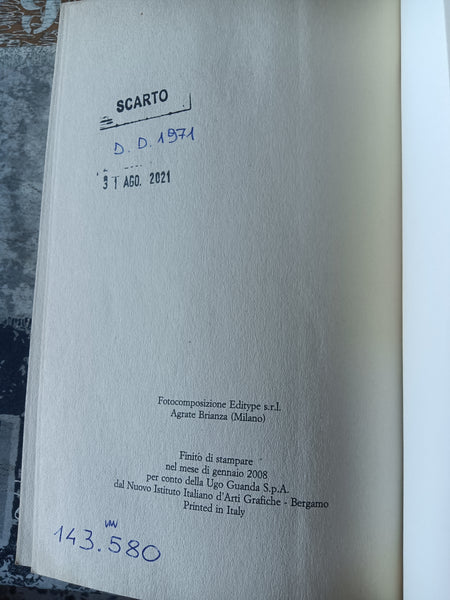 SCARTO
D. D. 1971
31 AGO. 2021
Fotocomposizione Editype s.r.l.
Agrate Brianza (Milano)
Finito di stampare
nel mese di gennaio 2008
per conto della Ugo Guanda S.p.A.
dal Nuovo Istituto Italiano d'Arti Grafiche - Bergamo
Printed in Italy
143.580